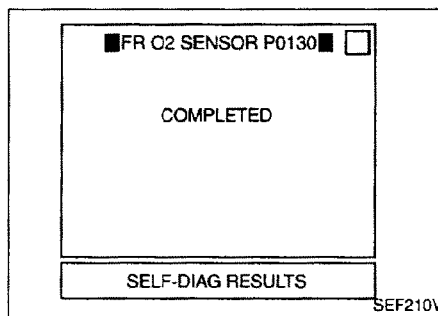 ■FR O2 SENSOR P0130■
COMPLETED
SELF-DIAG RESULTS
SEF210V